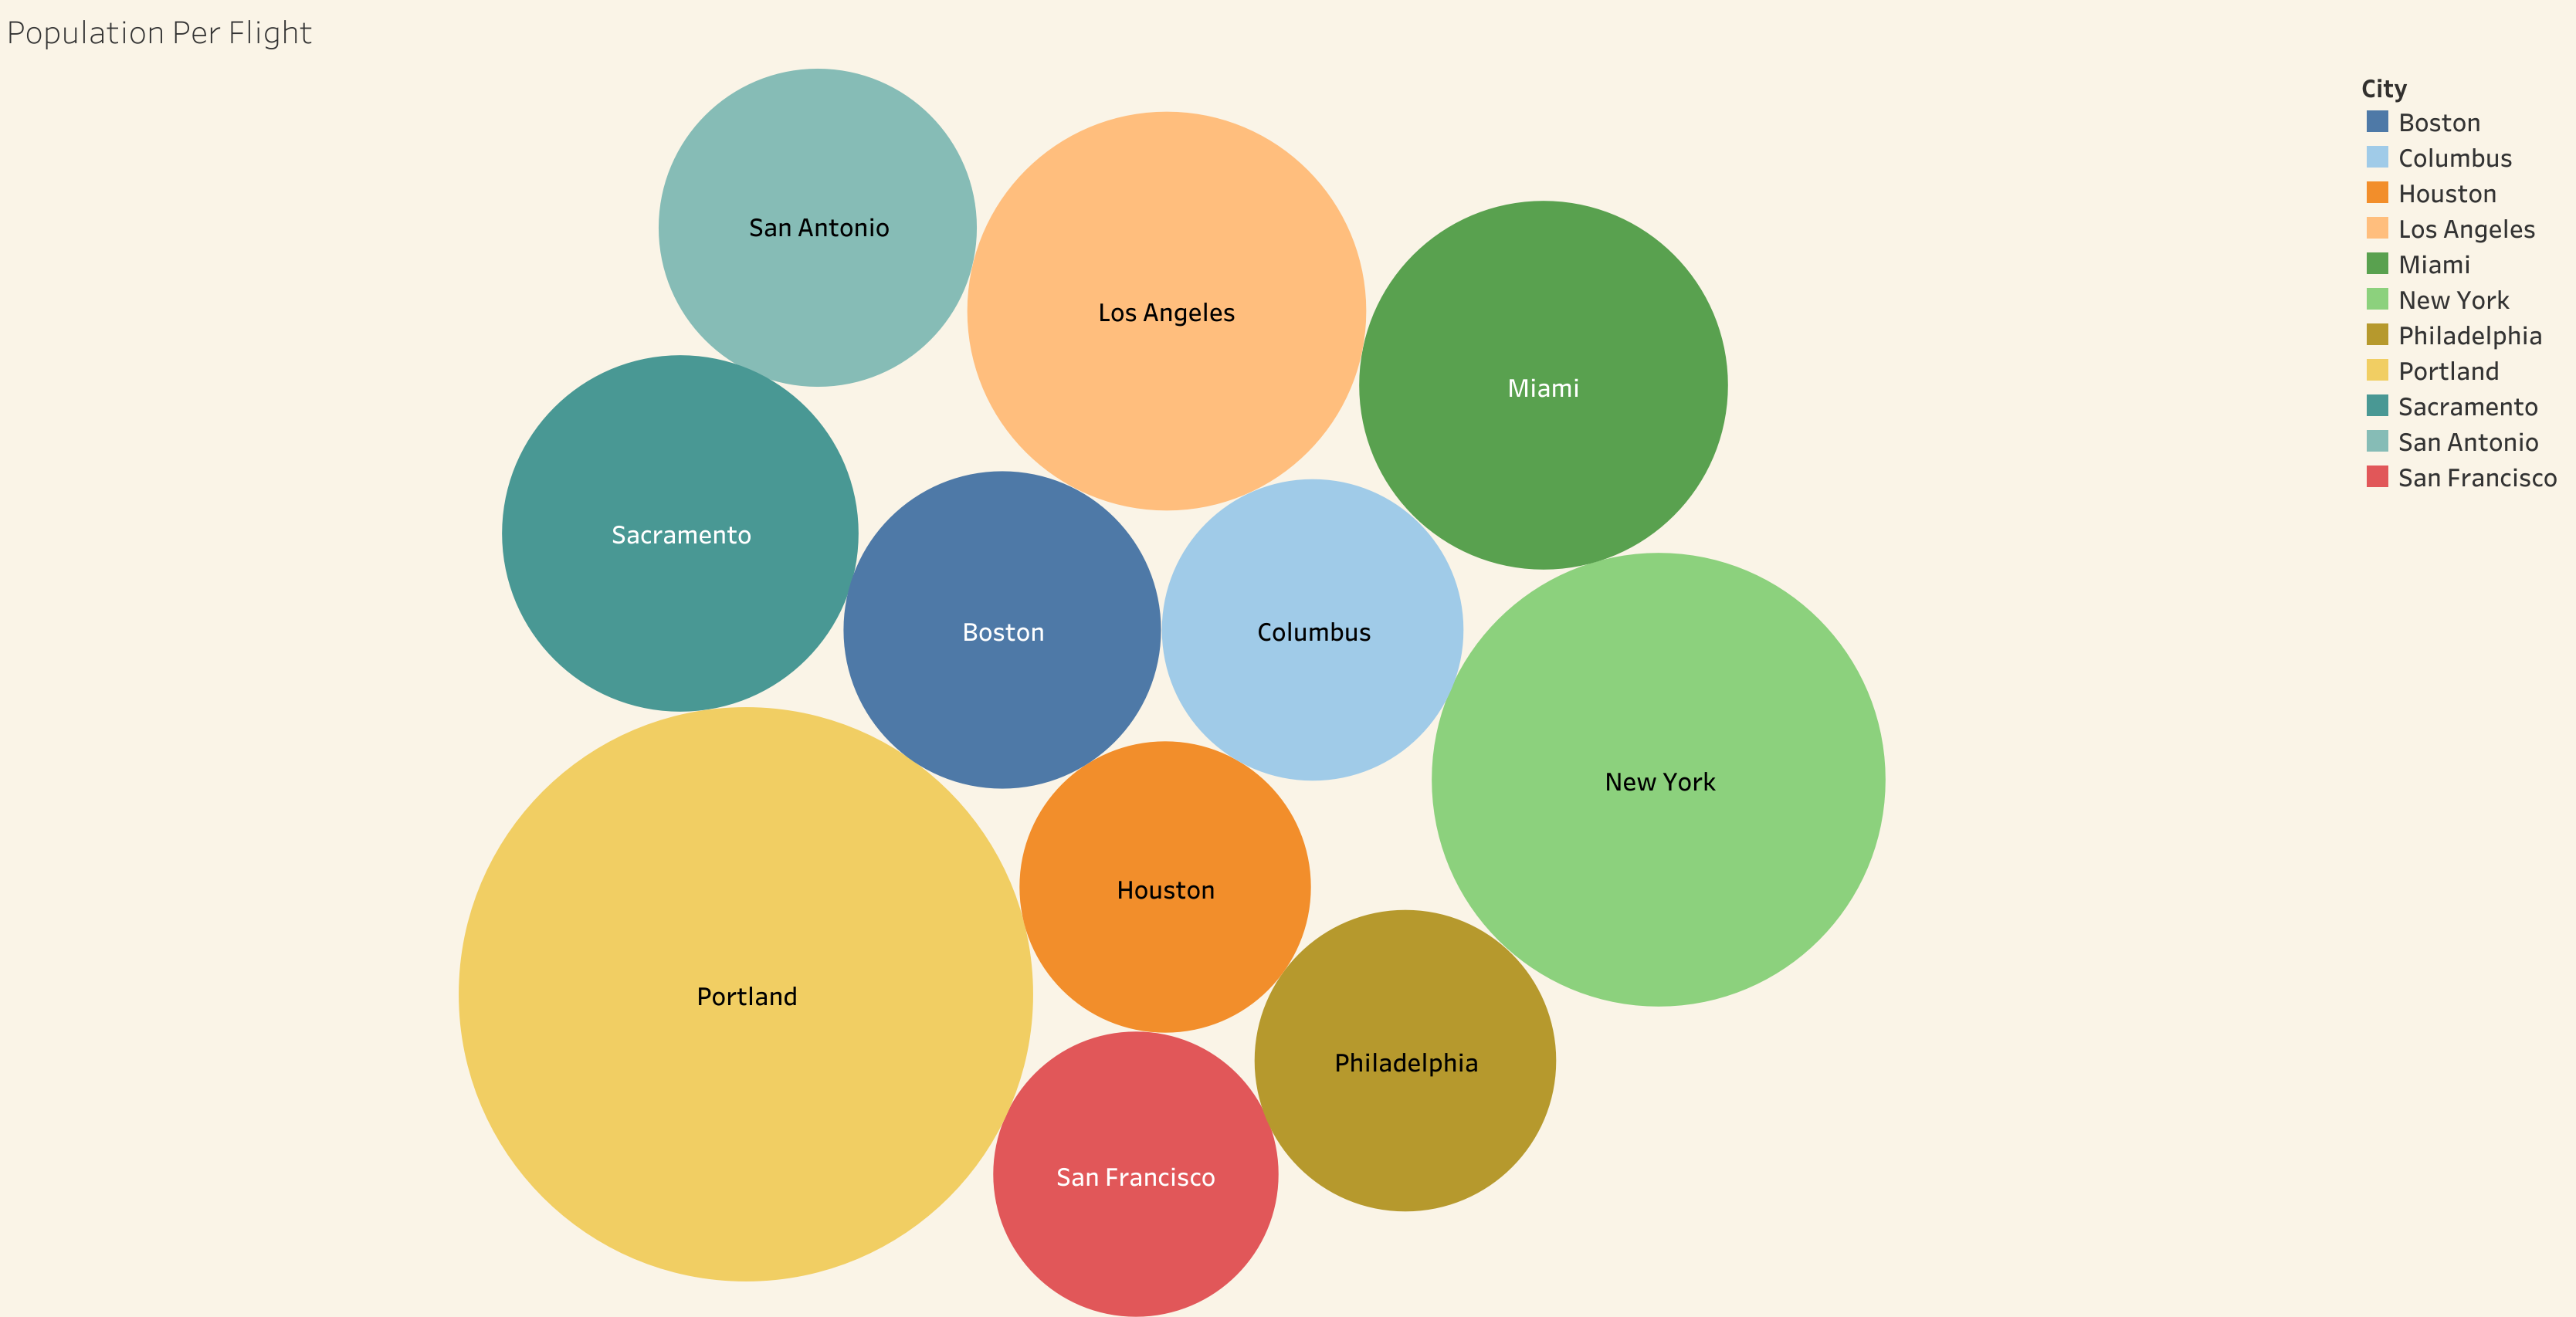 Population Per Flight
San Antonio
Los Angeles
Miami
Sacramento
Boston
Columbus
New York
Houston
Portland
Philadelphia
San Francisco
City
Boston
Columbus
Houston
Los Angeles
Miami
New York
Philadelphia
Portland
Sacramento
San Antonio
San Francisco